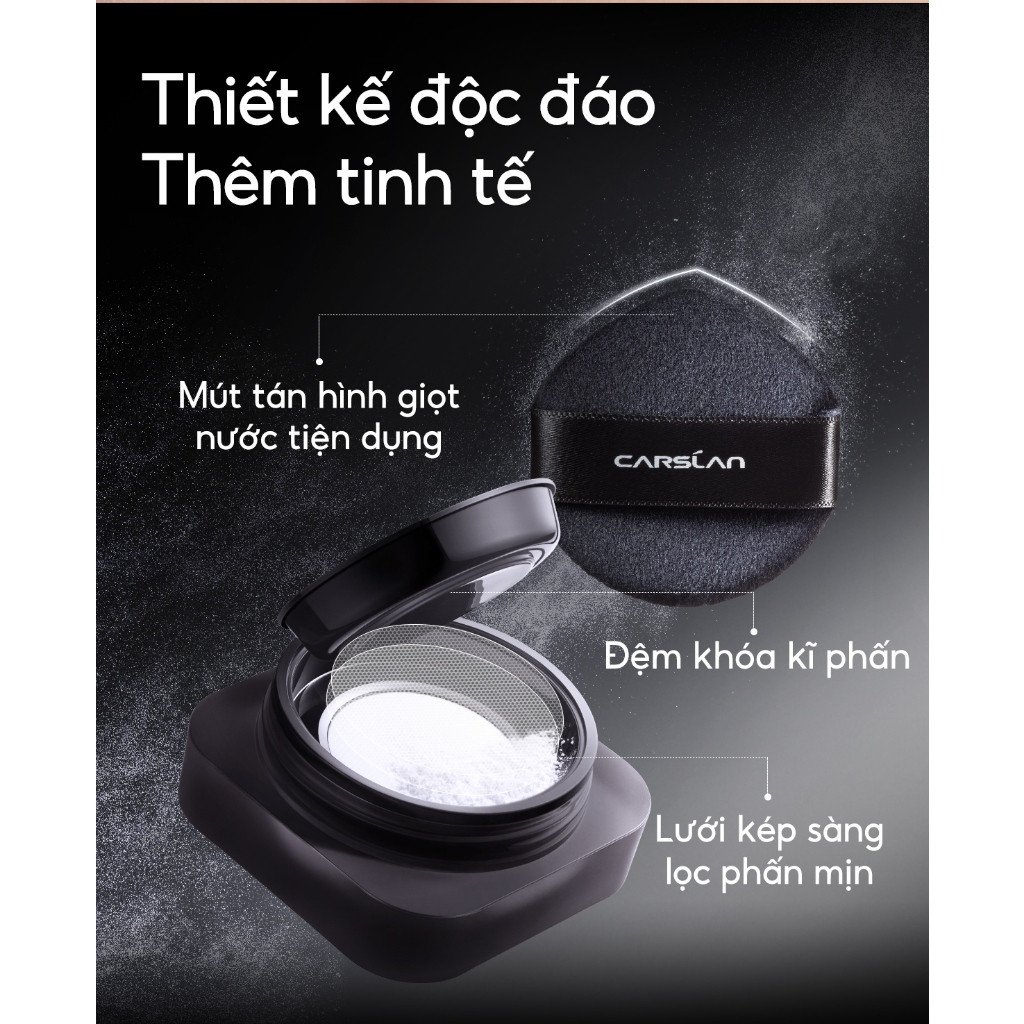 Thiết kế độc đáo
Thêm tinh tế
Mút tán hình giọt
nước tiện dụng
CARSLAN
Đệm khóa kĩ phấn
Lưới kép sàng
lọc phấn mịn